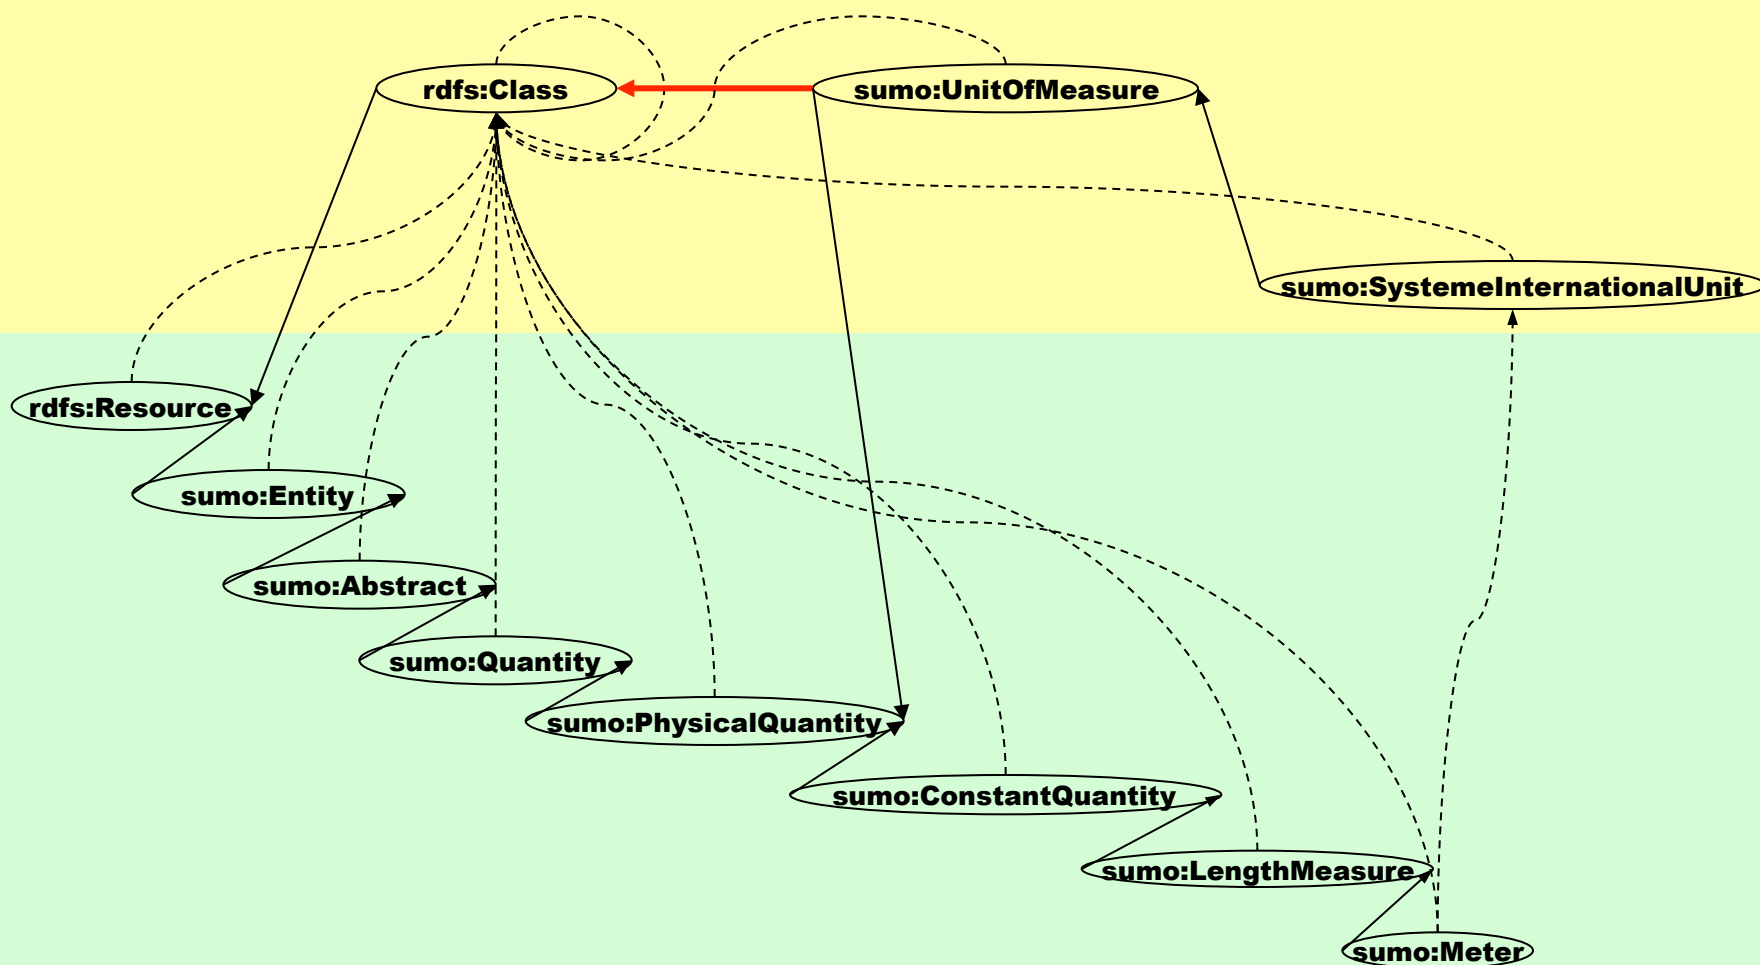 rdfs:Class
sumo:UnitOfMeasure
sumo:SystemeInternationalUnit
rdfs:Resource
sumo:Entity
sumo:Abstract
sumo:Quantity
sumo:PhysicalQuantity
sumo:ConstantQuantity
sumo:LengthMeasure
sumo:Meter